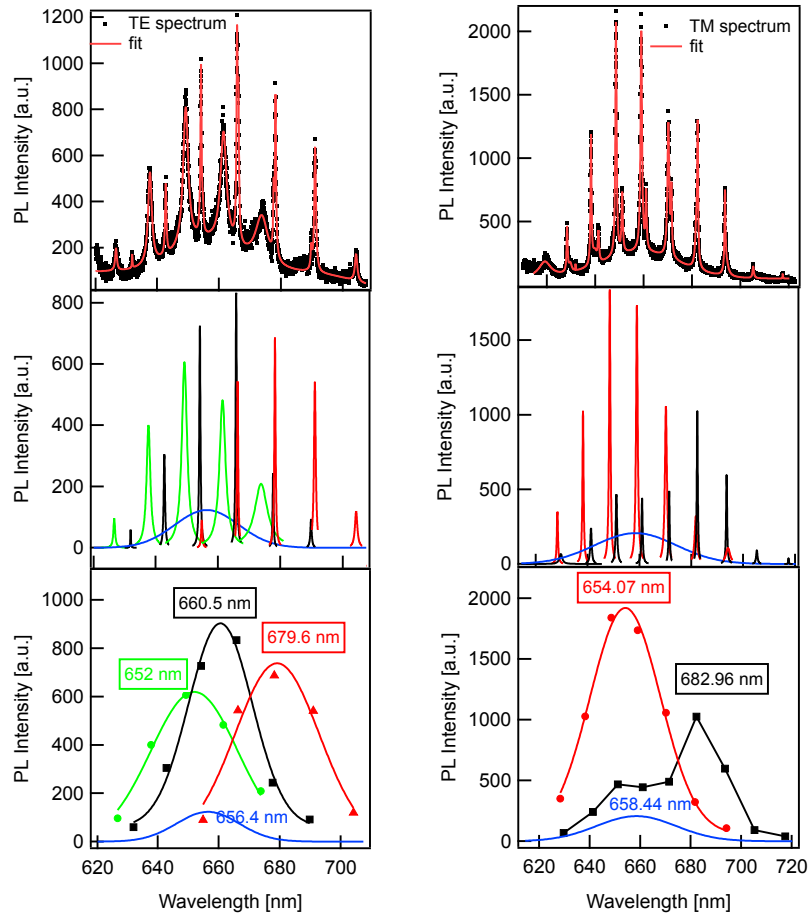 1200
1000
800
600
400
200
PL Intensity [a.u.]
TE spectrum
fit
2000
1500
1000
500
PL Intensity [a.u.]
TM spectrum
fit
800
600
400
200
0
PL Intensity [a.u.]
1500
1000
500
0
PL Intensity [a.u.]
1000
800
600
400
200
0
PL Intensity [a.u.]
660.5 nm
679.6 nm
652 nm
656.4 nm
620 640 660 680 700
Wavelength [nm]
2000
1500
1000
500
0
PL Intensity [a.u.]
654.07 nm
682.96 nm
658.44 nm
620 640 660 680 700 720
Wavelength [nm]